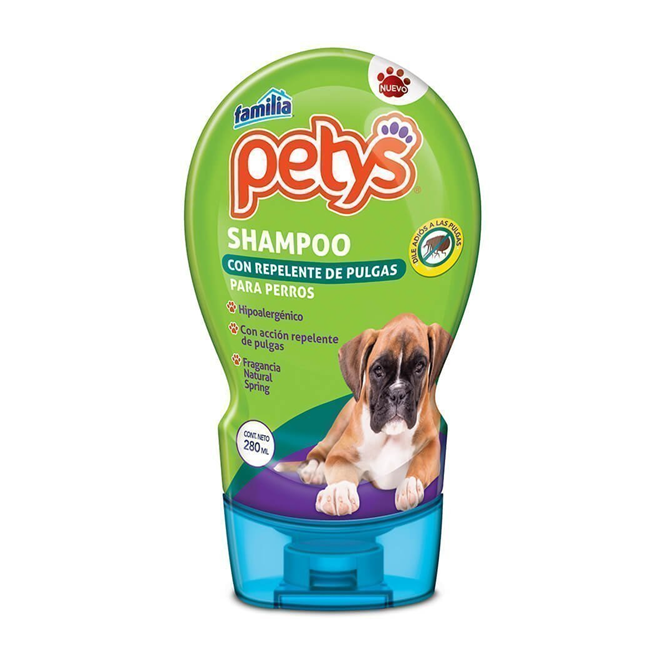 NUEVO
familia
petys
SHAMPOO
CON REPELENTE DE PULGAS
PARA PERROS
DILE ADIÓS A LAS PULGAS
Hipoalergénico
Con acción repelente
de pulgas
Fragancia
Natural
Spring
CONT. NETO
280 ML